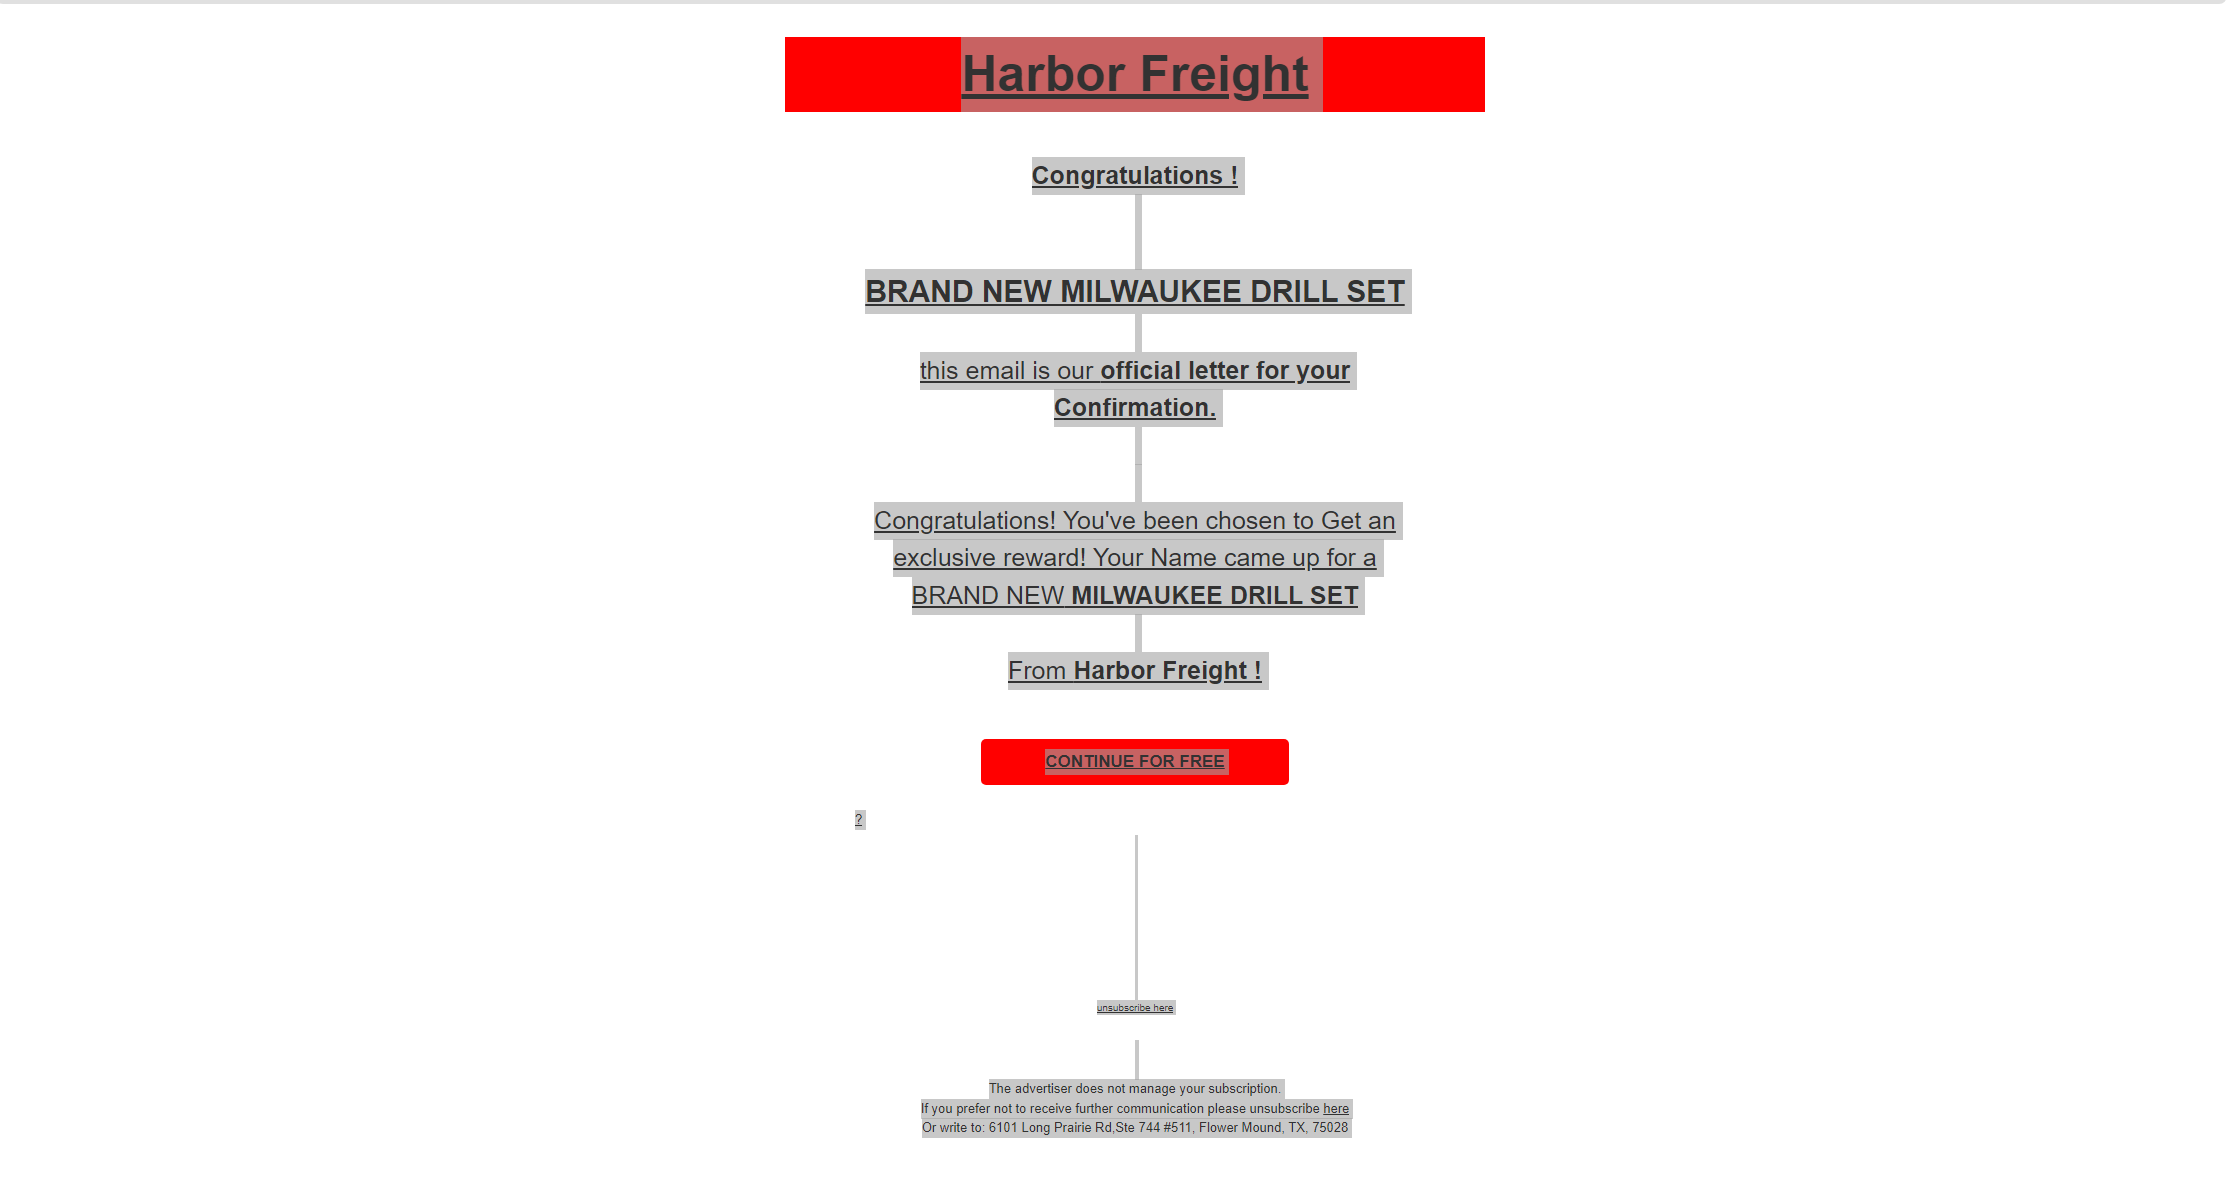 Harbor Freight
Congratulations !
BRAND NEW MILWAUKEE DRILL SET
this email is our official letter for your
Confirmation.
Congratulations! You've been chosen to Get an
exclusive reward! Your Name came up for a
BRAND NEW MILWAUKEE DRILL SET
From Harbor Freight !
CONTINUE FOR FREE
?
unsubscribe here
The advertiser does not manage your subscription.
If you prefer not to receive further communication please unsubscribe here
Or write to: 6101 Long Prairie Rd,Ste 744 #511, Flower Mound, TX, 75028